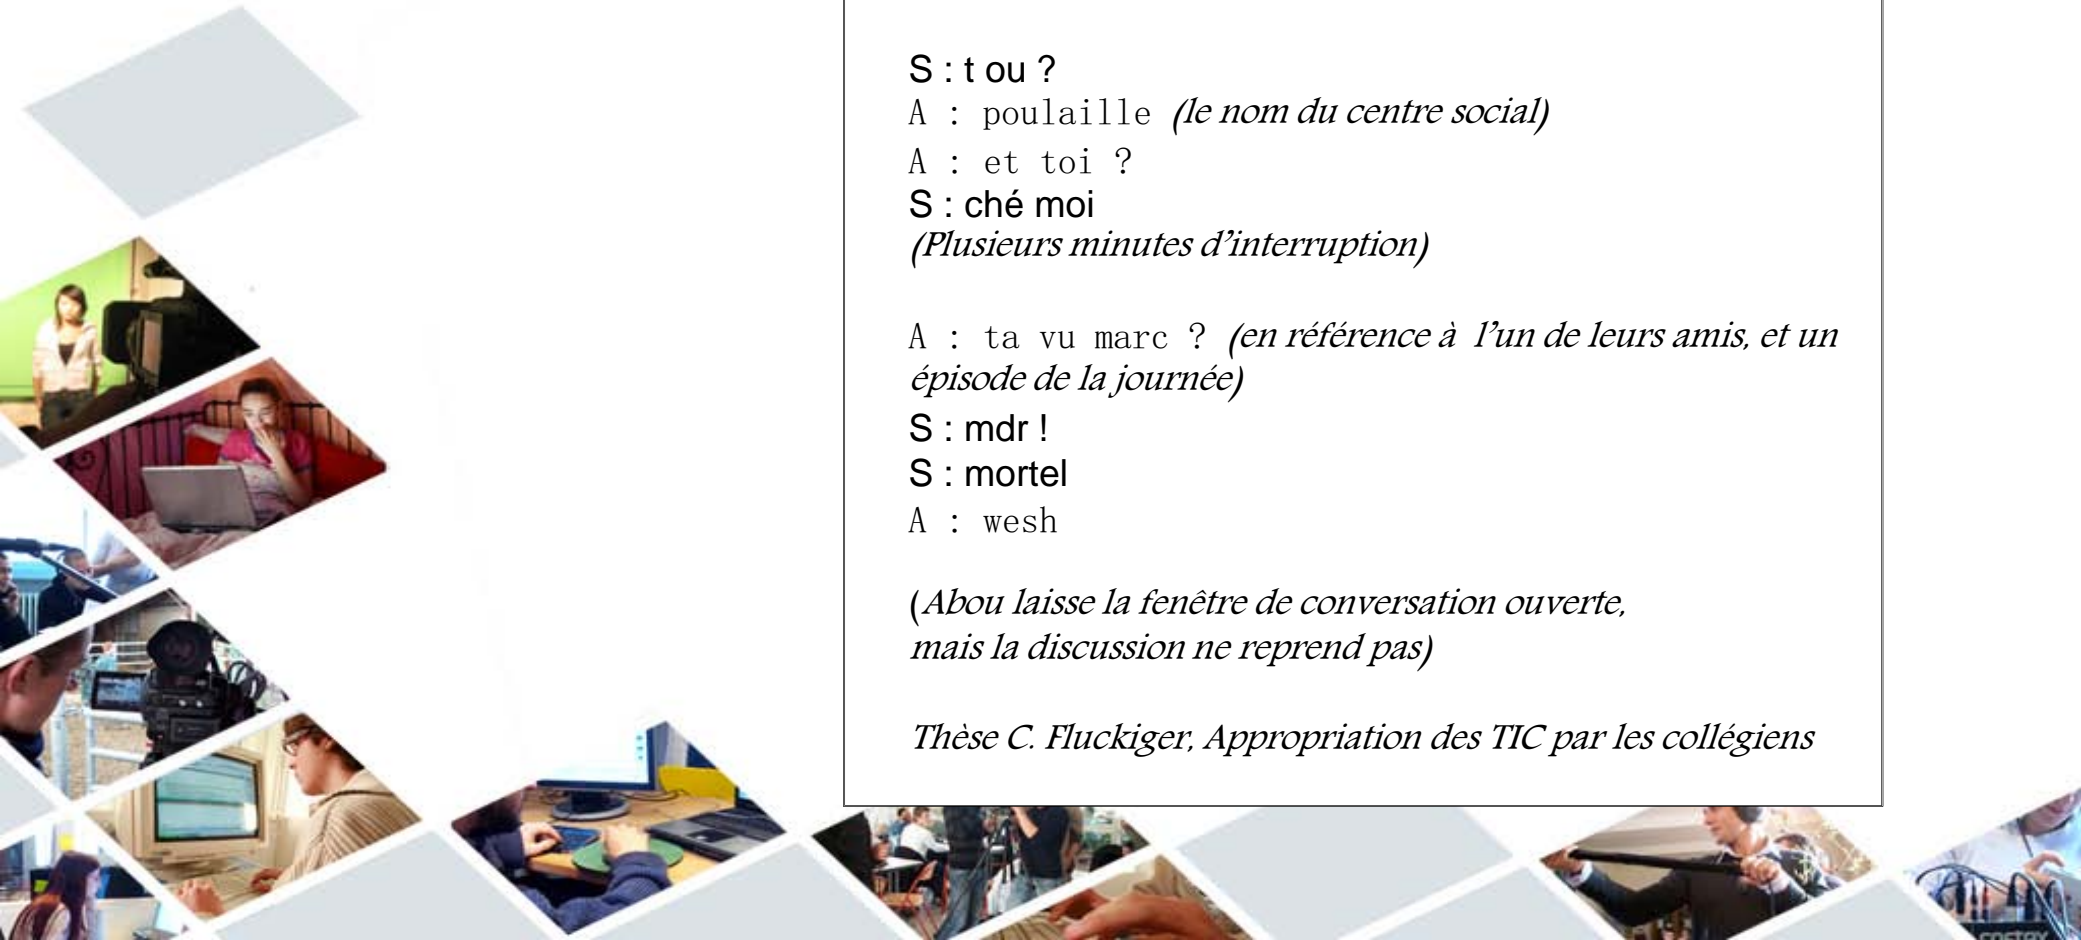 S : t ou ?
A : poulaille (le nom du centre social)
A : et toi ?
S : ché moi
(Plusieurs minutes d’interruption)
A : ta vu marc ? (en référence à l’un de leurs amis, et un
épisode de la journée)
S : mdr !
S : mortel
A : wesh
(Abou laisse la fenêtre de conversation ouverte,
mais la discussion ne reprend pas)
Thèse C. Fluckiger, Appropriation des TIC par les collégiens